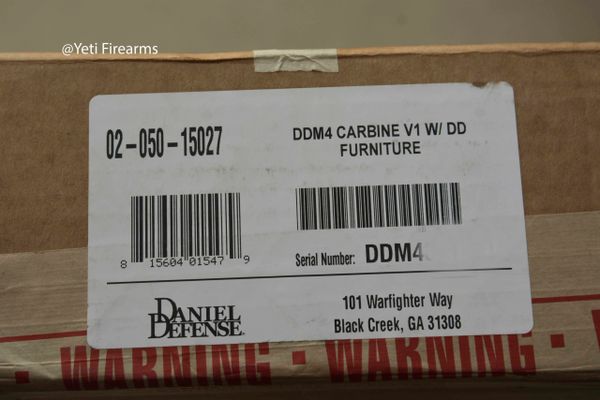 @Yeti Firearms
02-050-15027
DDM4 CARBINE V1 W/ DD
FURNITURE
8 15604 01547 9
Serial Number: DDM4
DANIEL
DEFENSE
101 Warfighter Way
Black Creek, GA 31308
WARNING · WARNING · WARNING